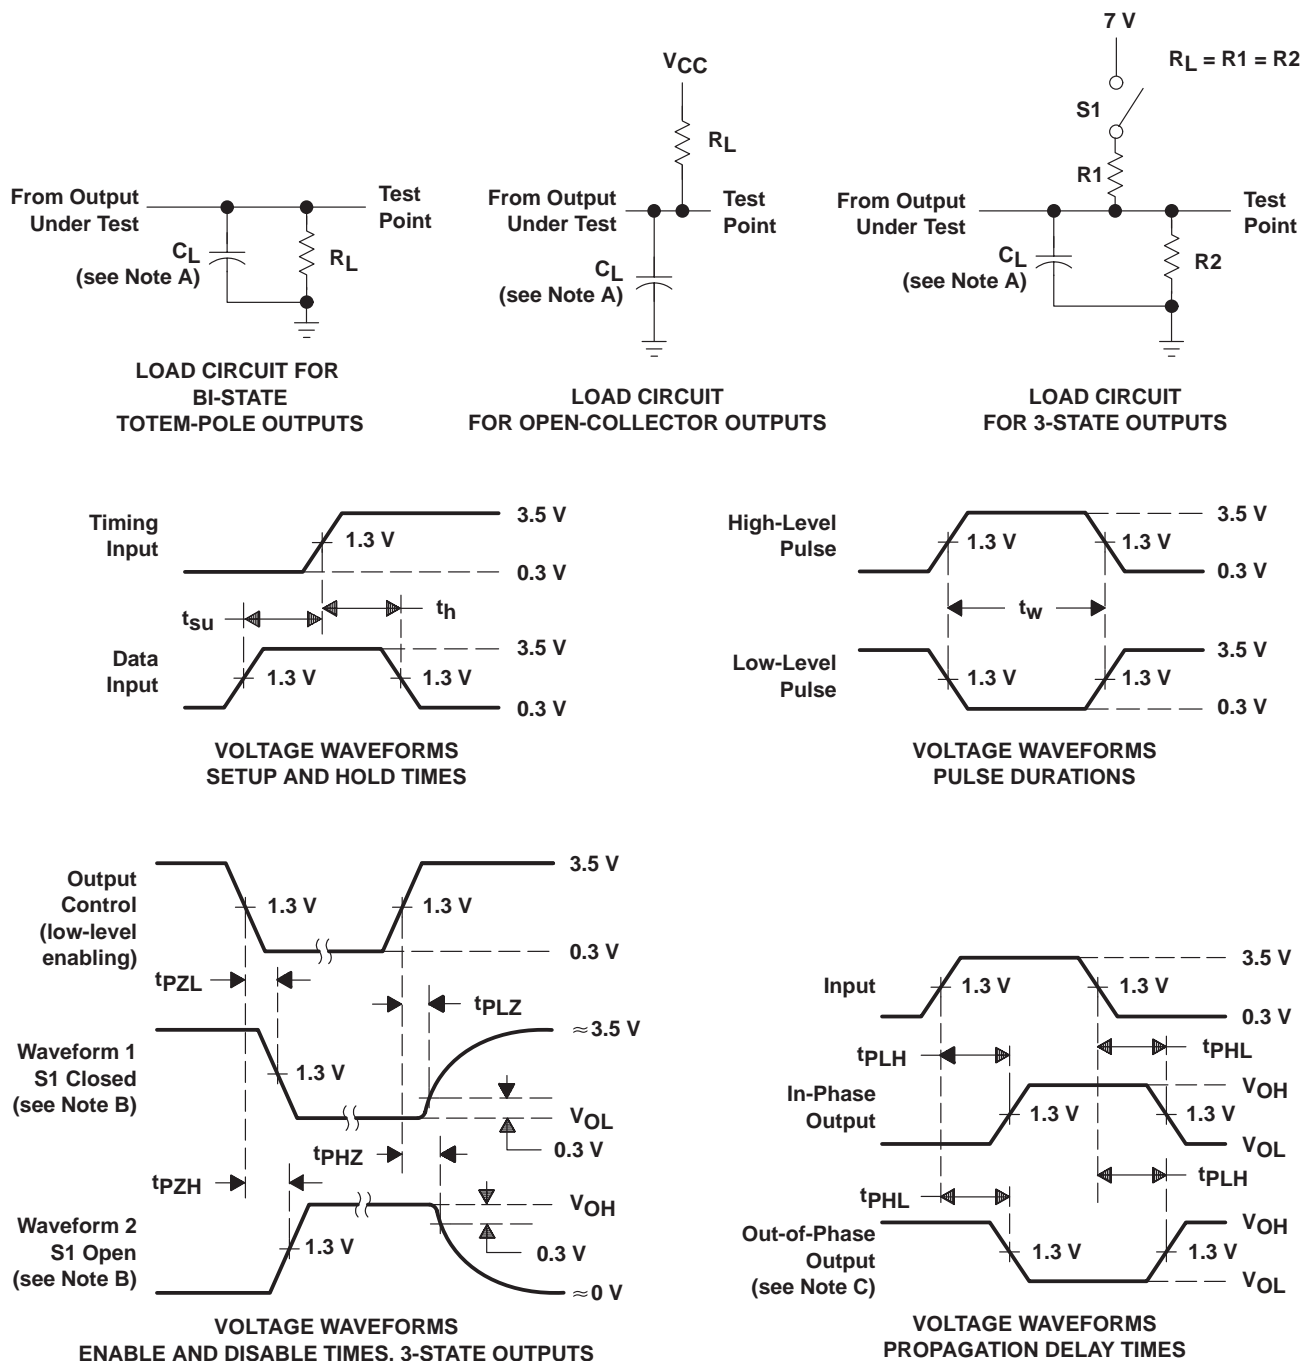 7 V
RL = R1 = R2
S1
R1
From Output
Under Test
Test
Point
CL
(see Note A)
R2
LOAD CIRCUIT
FOR 3-STATE OUTPUTS
VCC
RL
From Output
Under Test
Test
Point
CL
(see Note A)
LOAD CIRCUIT
FOR OPEN-COLLECTOR OUTPUTS
From Output
Under Test
Test
Point
CL
(see Note A)
RL
LOAD CIRCUIT FOR
BI-STATE
TOTEM-POLE OUTPUTS
Timing
Input
1.3 V
3.5 V
0.3 V
tsu
th
Data
Input
1.3 V
1.3 V
3.5 V
0.3 V
VOLTAGE WAVEFORMS
SETUP AND HOLD TIMES
High-Level
Pulse
1.3 V
1.3 V
3.5 V
0.3 V
tw
Low-Level
Pulse
1.3 V
1.3 V
3.5 V
0.3 V
VOLTAGE WAVEFORMS
PULSE DURATIONS
Output
Control
(low-level
enabling)
1.3 V
1.3 V
3.5 V
0.3 V
tPZL
tPLZ
Waveform 1
S1 Closed
(see Note B)
1.3 V
≈3.5 V
VOL
0.3 V
tPHZ
tPZH
Waveform 2
S1 Open
(see Note B)
1.3 V
VOH
0.3 V
≈0 V
VOLTAGE WAVEFORMS
ENABLE AND DISABLE TIMES, 3-STATE OUTPUTS
Input
1.3 V
1.3 V
3.5 V
0.3 V
tPLH
tPHL
In-Phase
Output
1.3 V
1.3 V
VOH
VOL
tPHL
tPLH
Out-of-Phase
Output
(see Note C)
1.3 V
1.3 V
VOH
VOL
VOLTAGE WAVEFORMS
PROPAGATION DELAY TIMES